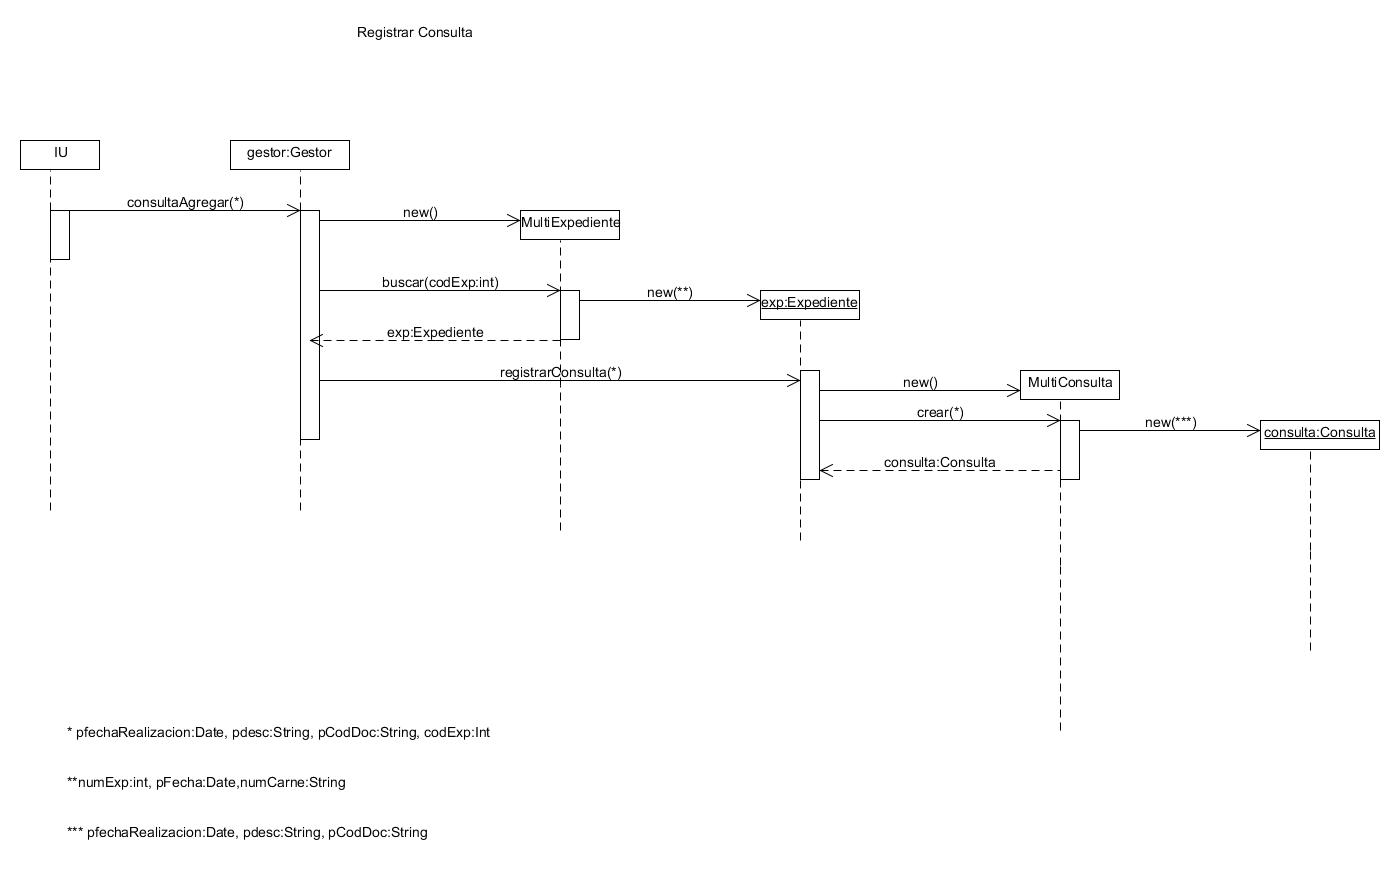 Registrar Consulta
IU
gestor:Gestor
consultaAgregar(*)
new()
MultiExpediente
buscar(codExp:int)
new(**)
exp:Expediente
exp:Expediente
registrarConsulta(*)
new()
MultiConsulta
crear(*)
new(***)
consulta:Consulta
consulta:Consulta
* pfechaRealizacion:Date, pdesc:String, pCodDoc:String, codExp:Int
**numExp:int, pFecha:Date,numCarne:String
*** pfechaRealizacion:Date, pdesc:String, pCodDoc:String